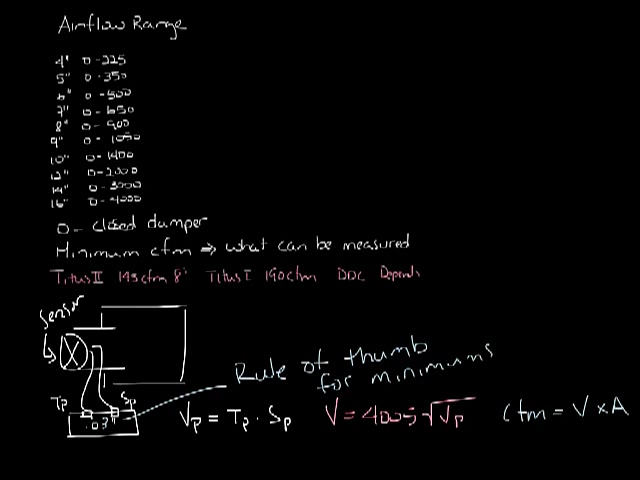 Airflow Range
4" 0-225
5" 0-350
6" 0-500
7" 0-650
8" 0-900
9" 0-1050
10" 0-1400
12" 0-2000
14" 0-3000
16" 0-4000
0- closed damper
Minimum cfm ⇒ what can be measured
Titus II 145cfm 8" Titus I 190cfm DDC Depends
Sensor
Rule of thumb
for minimums
Tp Sp
.03"
Vp = Tp . Sp V = 4005 √Vp Cfm = V x A